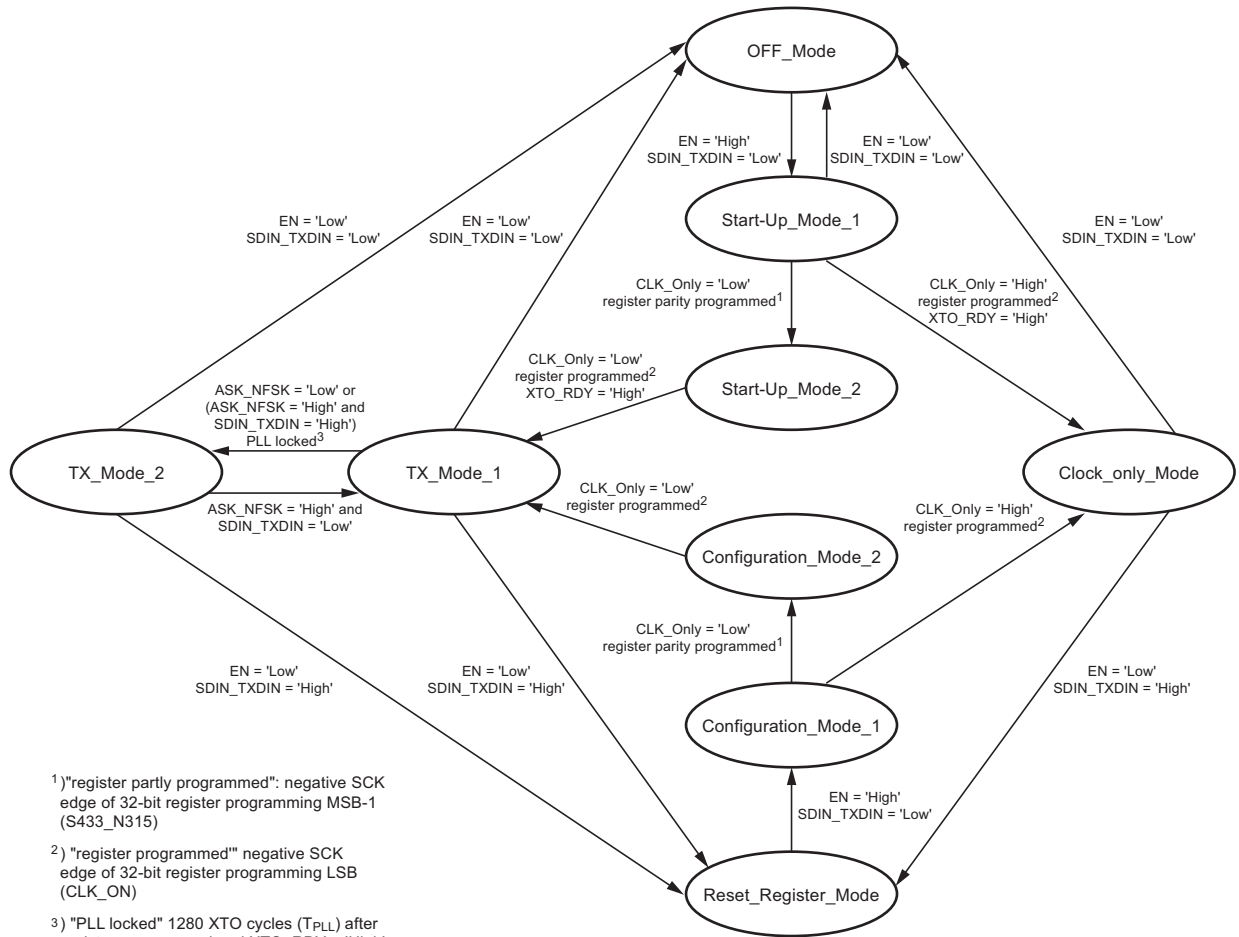 OFF_Mode
EN = 'High'
SDIN_TXDIN = 'Low'
EN = 'Low'
SDIN_TXDIN = 'Low'
Start-Up_Mode_1
EN = 'Low'
SDIN_TXDIN = 'Low'
EN = 'Low'
SDIN_TXDIN = 'Low'
EN = 'Low'
SDIN_TXDIN = 'Low'
CLK_Only = 'Low'
register parity programmed1
CLK_Only = 'High'
register programmed2
XTO_RDY = 'High'
CLK_Only = 'Low'
register programmed2
XTO_RDY = 'High'
Start-Up_Mode_2
ASK_NFSK = 'Low' or
(ASK_NFSK = 'High' and
SDIN_TXDIN = 'High')
PLL locked3
TX_Mode_2
TX_Mode_1
Clock_only_Mode
ASK_NFSK = 'High' and
SDIN_TXDIN = 'Low'
CLK_Only = 'Low'
register programmed2
CLK_Only = 'High'
register programmed2
Configuration_Mode_2
CLK_Only = 'Low'
register parity programmed1
EN = 'Low'
SDIN_TXDIN = 'High'
EN = 'Low'
SDIN_TXDIN = 'High'
EN = 'Low'
SDIN_TXDIN = 'High'
Configuration_Mode_1
EN = 'High'
SDIN_TXDIN = 'Low'
Reset_Register_Mode
1)"register partly programmed": negative SCK
edge of 32-bit register programming MSB-1
(S433_N315)
2) "register programmed'" negative SCK
edge of 32-bit register programming LSB
(CLK_ON)
3) "PLL locked" 1280 XTO cycles (TPLL) after